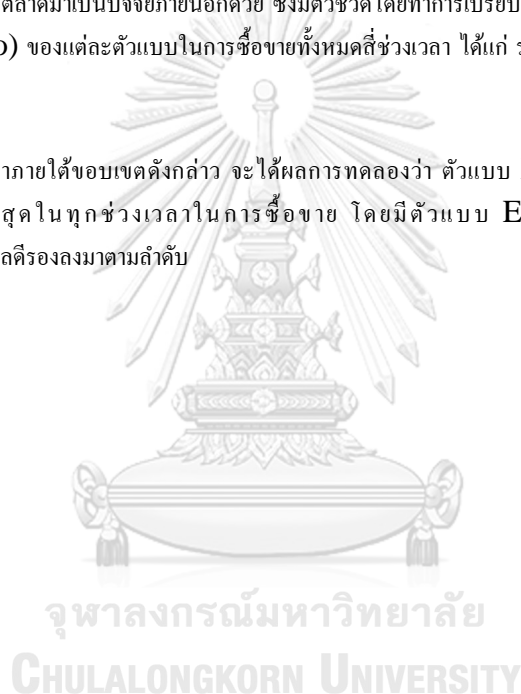 ตลาดมาเป็นปัจจัยภายนอกด้วย ซึ่งมีตัวชี้วัดโดยทำการเปรียบ
o) ของแต่ละตัวแบบในการซื้อขายทั้งหมดสี่ช่วงเวลา ได้แก่
าภายใต้ขอบเขตดังกล่าว จะได้ผลการทดลองว่า ตัวแบบ
สุดในทุกช่วงเวลาในการซื้อขาย โดยมีตัวแบบ E
ลดีรองลงมาตามลำดับ
จุฬาลงกรณ์มหาวิทยาลัย
CHULALONGKORN UNIVERSITY